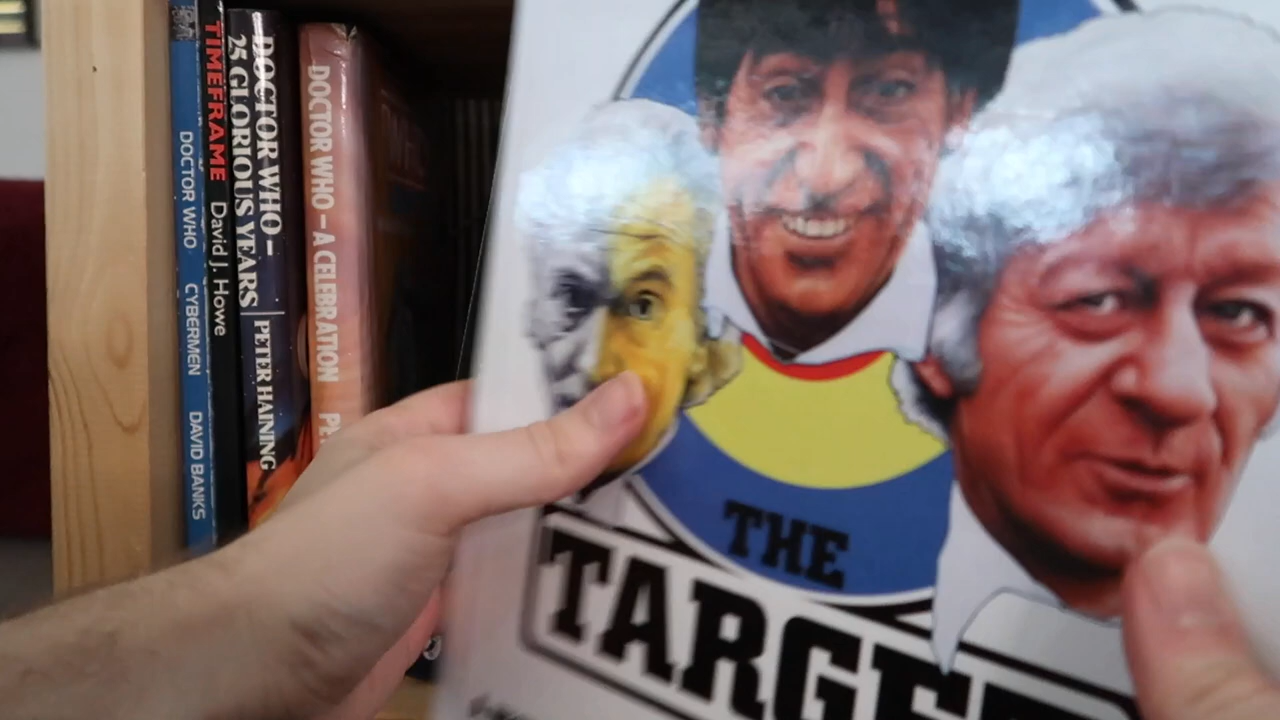 DOCTOR WHO CYBERMEN DAVID BANKS
TIMEFRAME David J. Howe
DOCTOR WHO –
25 GLORIOUS YEARS PETER HAINING
DOCTOR WHO – A CELEBRATION
THE
TARGE